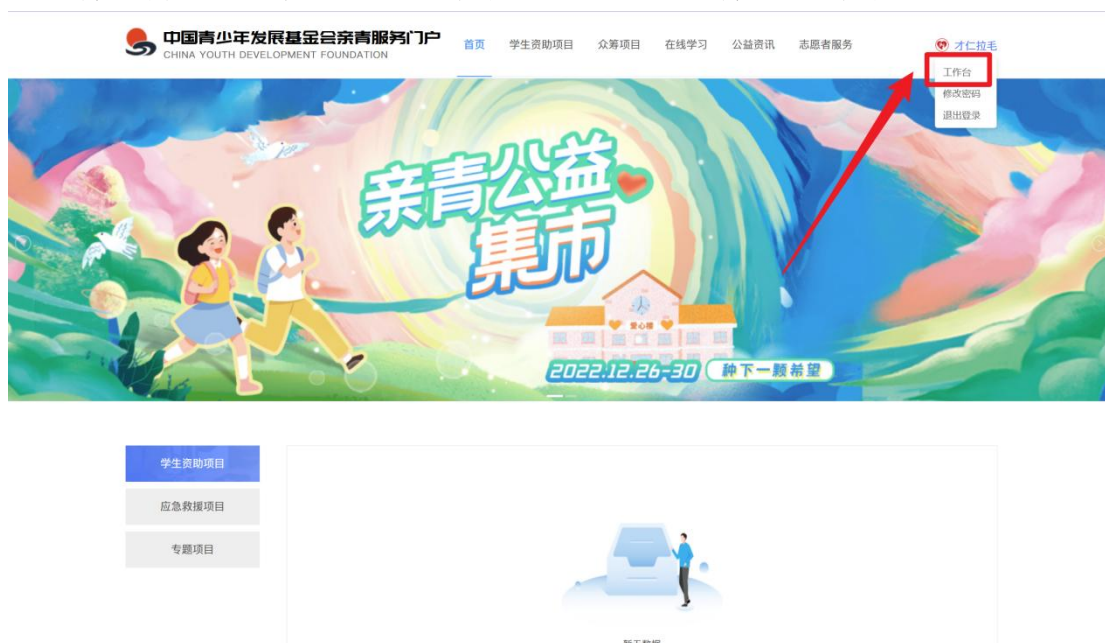 中国青少年发展基金会亲青服务门户
CHINA YOUTH DEVELOPMENT FOUNDATION
首页 学生资助项目 众筹项目 在线学习 公益资讯 志愿者服务 才仁拉毛
工作台
修改密码
退出登录
亲青公益
集市
爱心楼
2022.12.26-30 种下一颗希望
学生资助项目
应急救援项目
专题项目